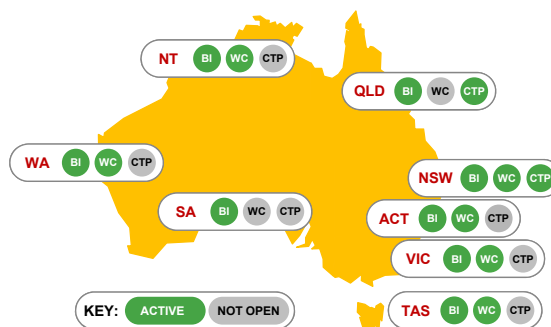 NT BI WC CTP
QLD BI WC CTP
WA BI WC CTP
NSW BI WC CTP
SA BI WC CTP
ACT BI WC CTP
VIC BI WC CTP
KEY: ACTIVE NOT OPEN
TAS BI WC CTP